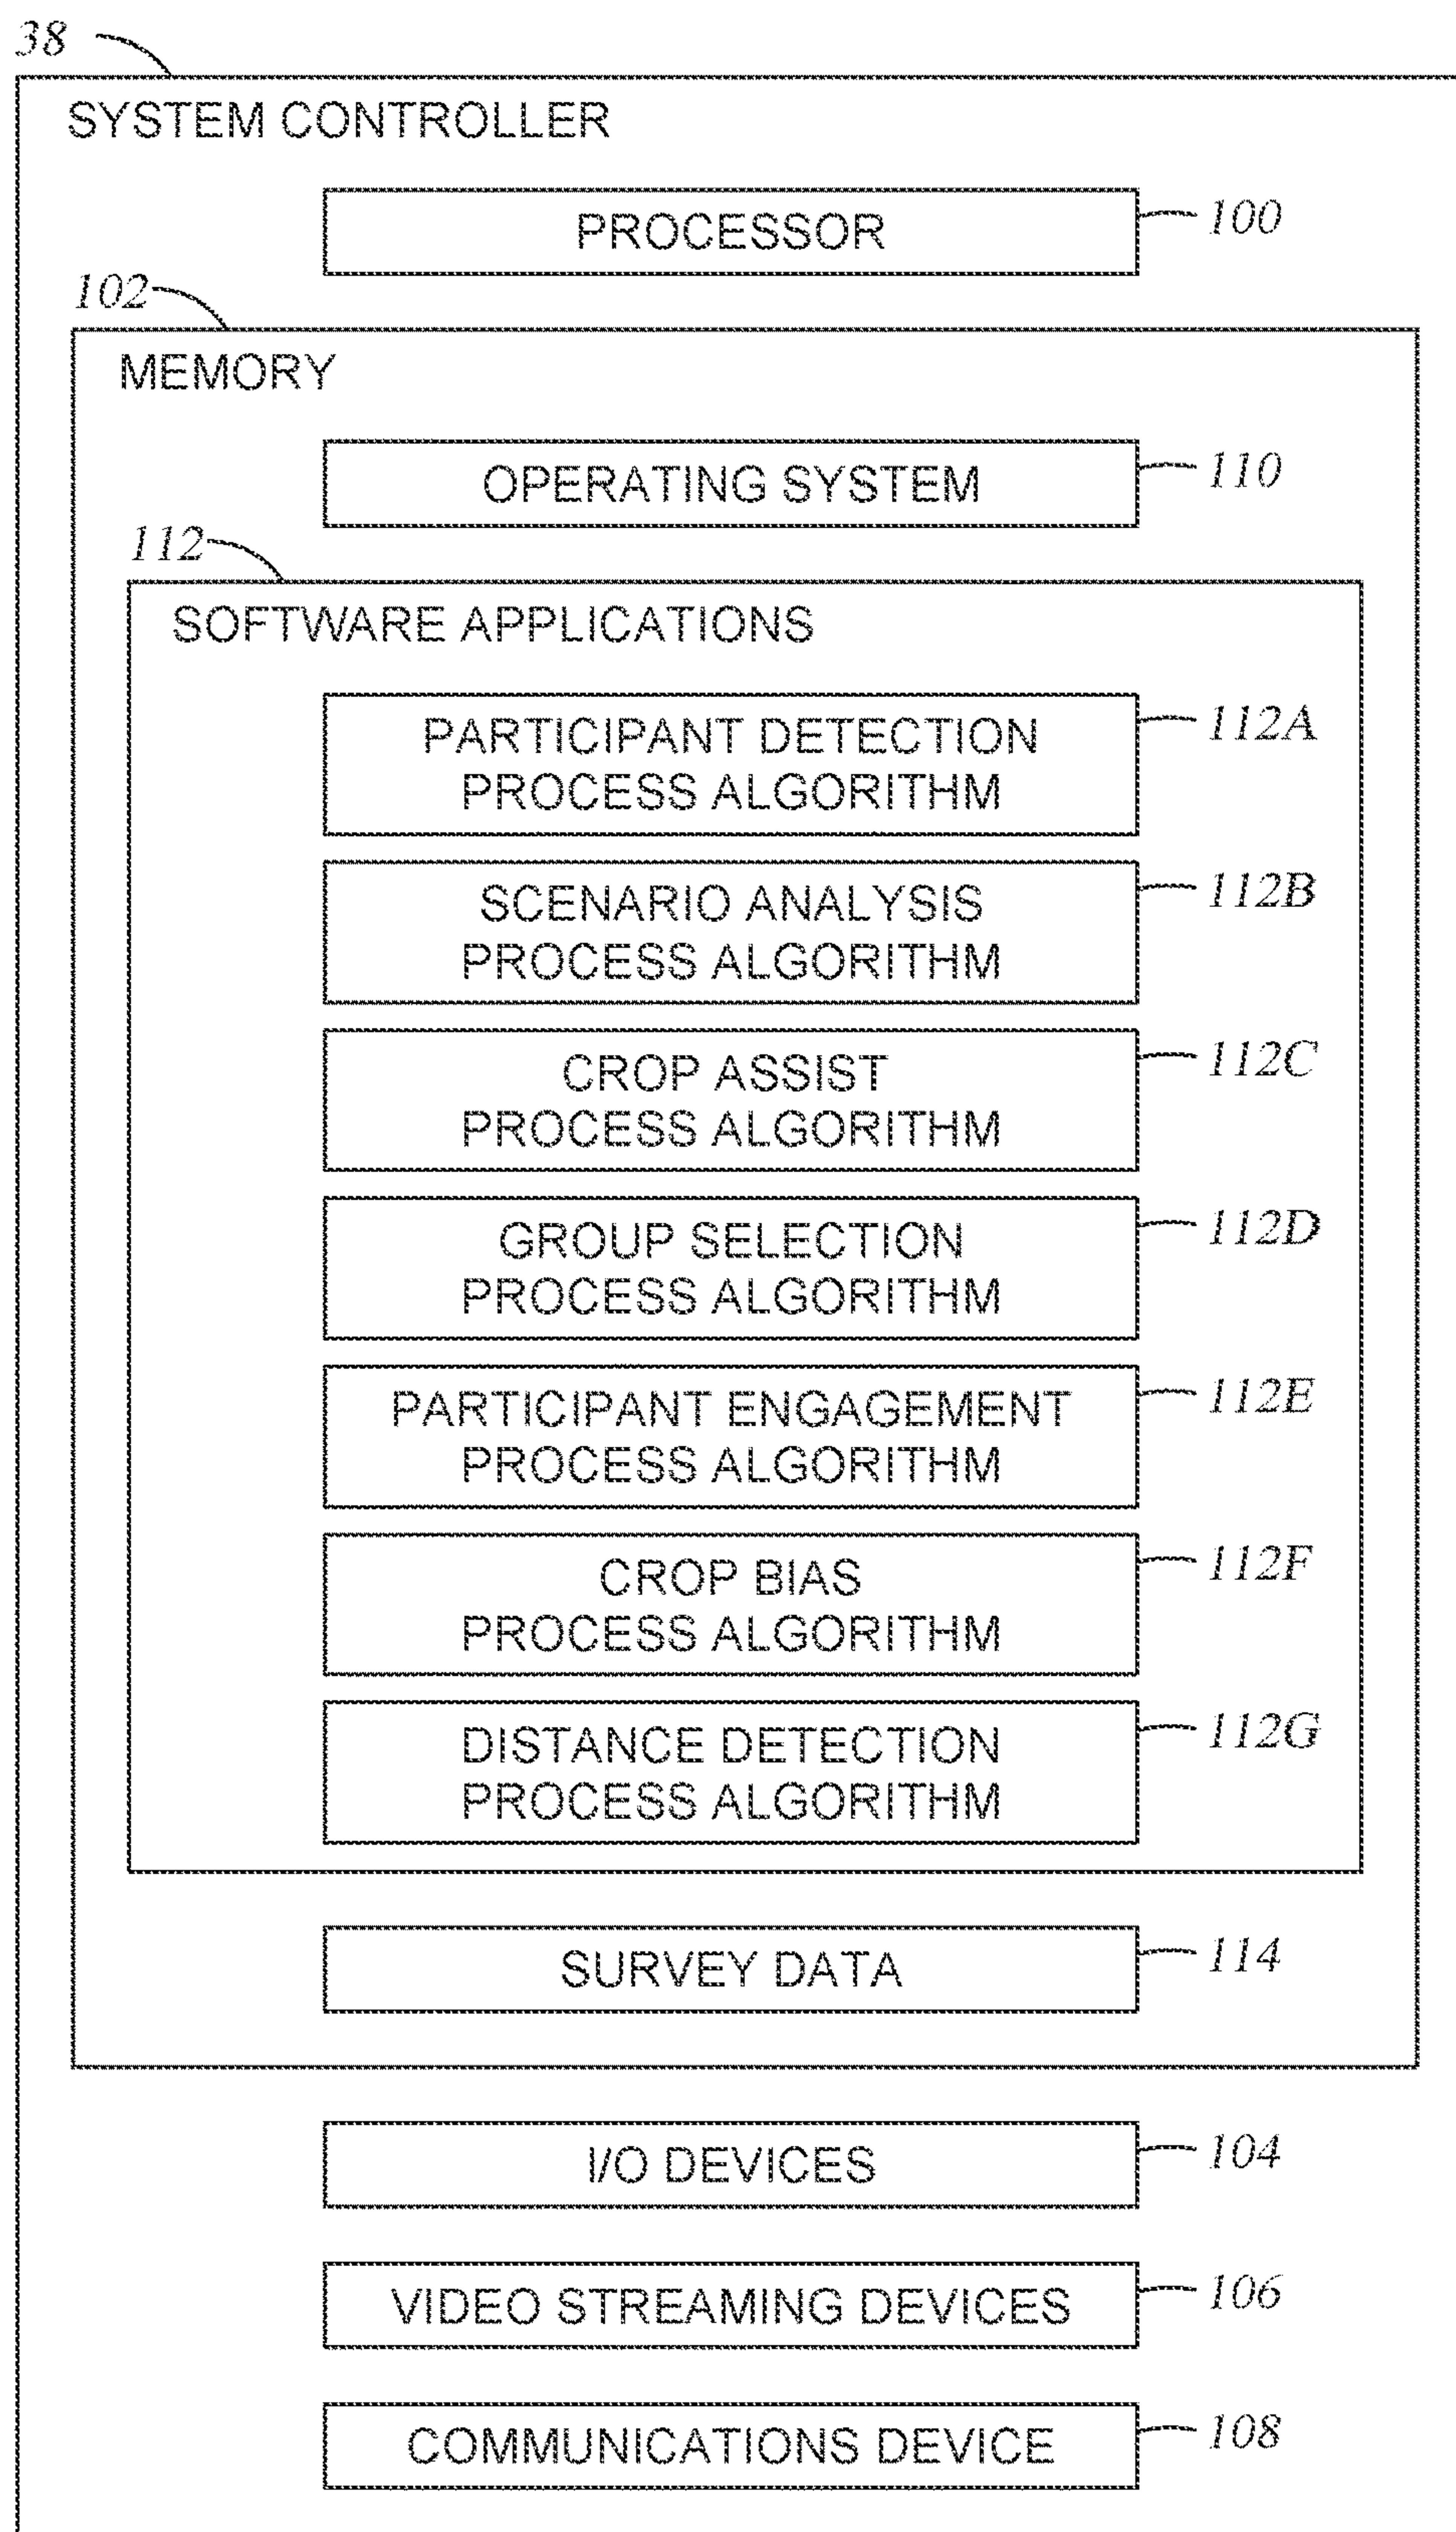 38
SYSTEM CONTROLLER
PROCESSOR
100
102
MEMORY
OPERATING SYSTEM
110
112
SOFTWARE APPLICATIONS
PARTICIPANT DETECTION
PROCESS ALGORITHM
112A
SCENARIO ANALYSIS
PROCESS ALGORITHM
112B
CROP ASSIST
PROCESS ALGORITHM
112C
GROUP SELECTION
PROCESS ALGORITHM
112D
PARTICIPANT ENGAGEMENT
PROCESS ALGORITHM
112E
CROP BIAS
PROCESS ALGORITHM
112F
DISTANCE DETECTION
PROCESS ALGORITHM
112G
SURVEY DATA
114
I/O DEVICES
104
VIDEO STREAMING DEVICES
106
COMMUNICATIONS DEVICE
108